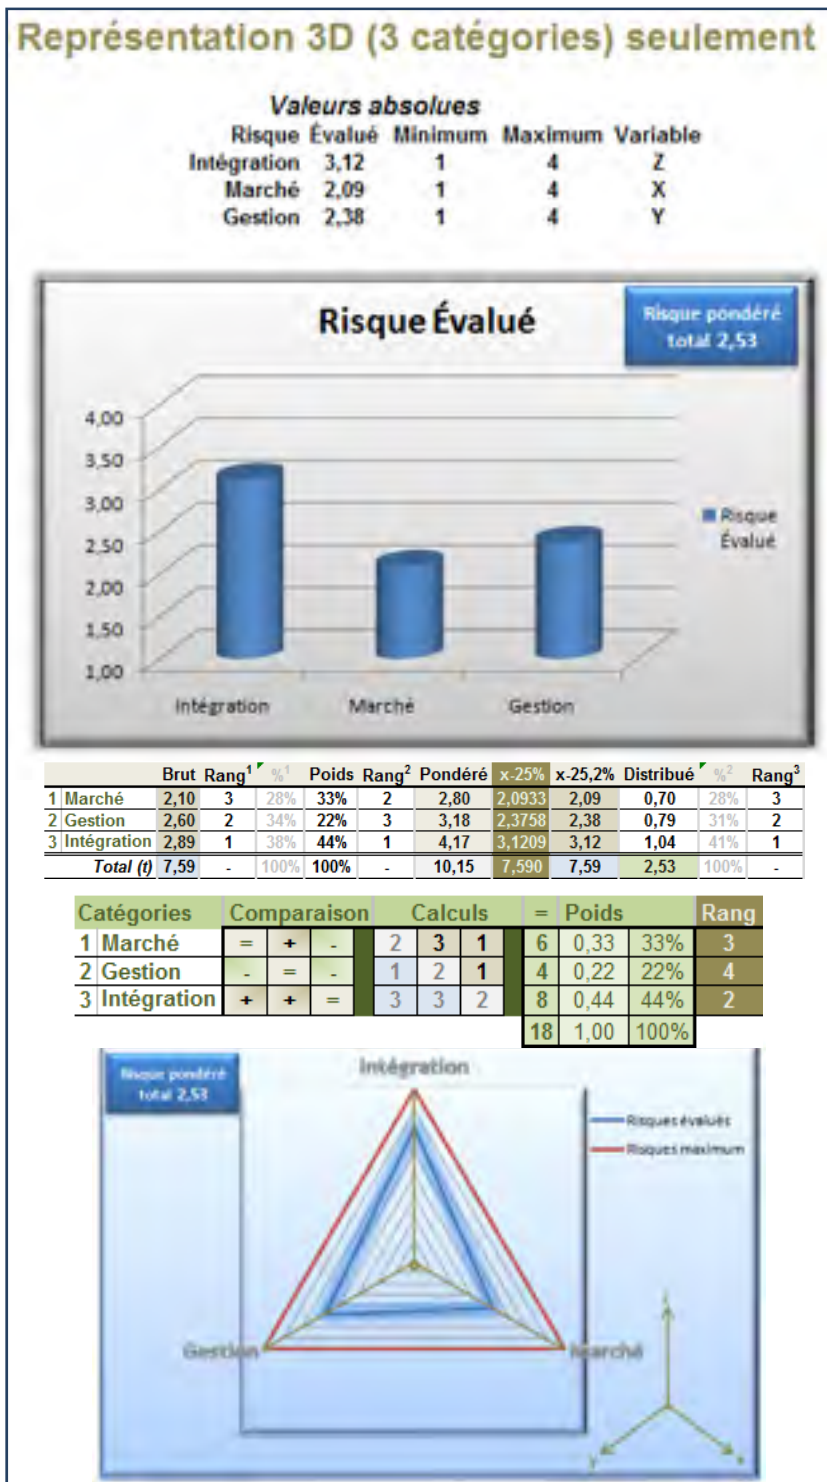 Représentation 3D (3 catégories) seulement
Valeurs absolues
Risque Évalué Minimum Maximum Variable
Intégration 3,12 1 4 Z
Marché 2,09 1 4 X
Gestion 2,38 1 4 Y
Risque Évalué
Risque pondéré
total 2,53
4,00
3,50
3,00
2,50
2,00
1,50
1,00
Risque
Évalué
Intégration Marché Gestion
Brut Rang1 %1 Poids Rang2 Pondéré x-25% x-25,2% Distribué %2 Rang3
1 Marché 2,10 3 28% 33% 2 2,80 2,0933 2,09 0,70 28% 3
2 Gestion 2,60 2 34% 22% 3 3,18 2,3758 2,38 0,79 31% 2
3 Intégration 2,89 1 38% 44% 1 4,17 3,1209 3,12 1,04 41% 1
Total (t) 7,59 - 100% 100% - 10,15 7,590 7,59 2,53 100% -
Catégories Comparaison Calculs = Poids Rang
1 Marché = + - 2 3 1 6 0,33 33% 3
2 Gestion - = - 1 2 1 4 0,22 22% 4
3 Intégration + + = 3 3 2 8 0,44 44% 2
18 1,00 100%
Risque pondéré
total 2,53
Intégration
Risques évalués
Risques maximum
Gestion
Marché
z
y
x